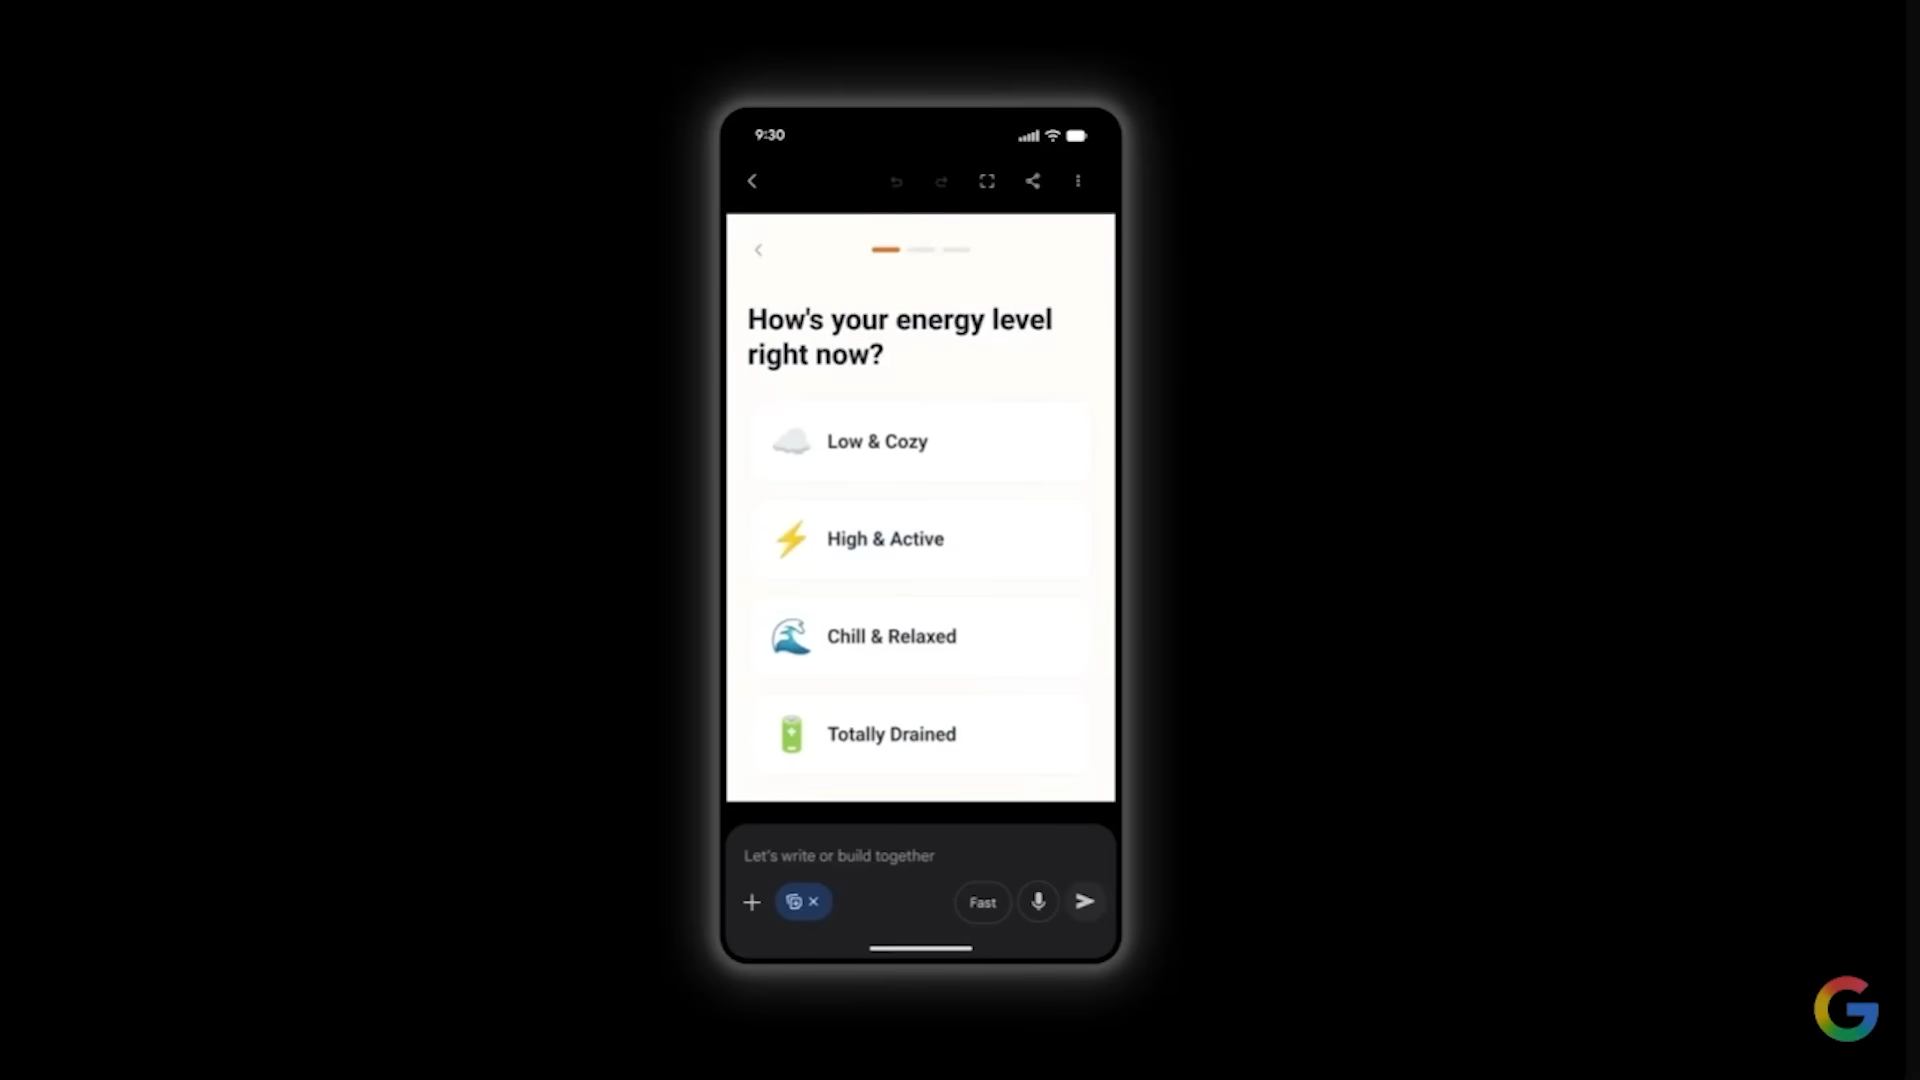 9:30
How's your energy level
right now?
Low & Cozy
High & Active
Chill & Relaxed
Totally Drained
Let's write or build together
Fast